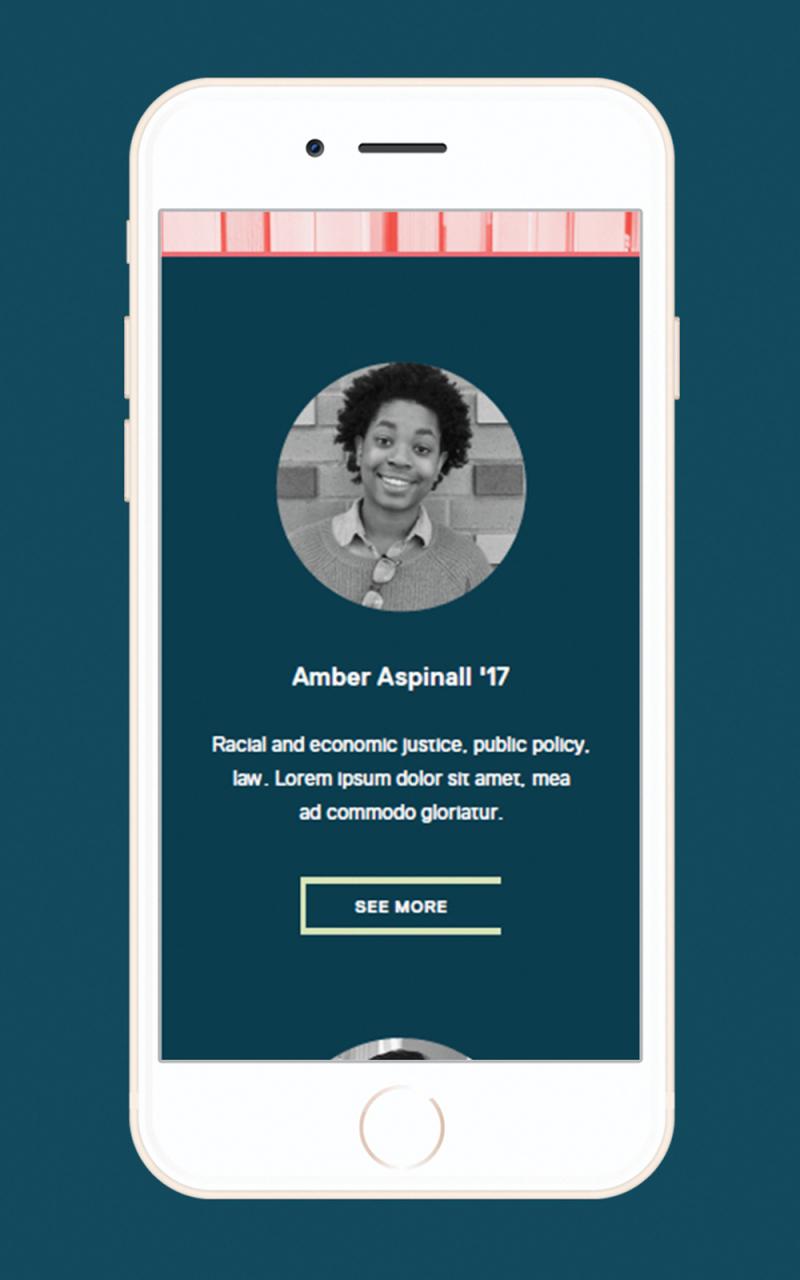 Amber Aspinall '17
Racial and economic justice, public policy,
law. Lorem ipsum dolor sit amet, mea
ad commodo gloriatur.
SEE MORE